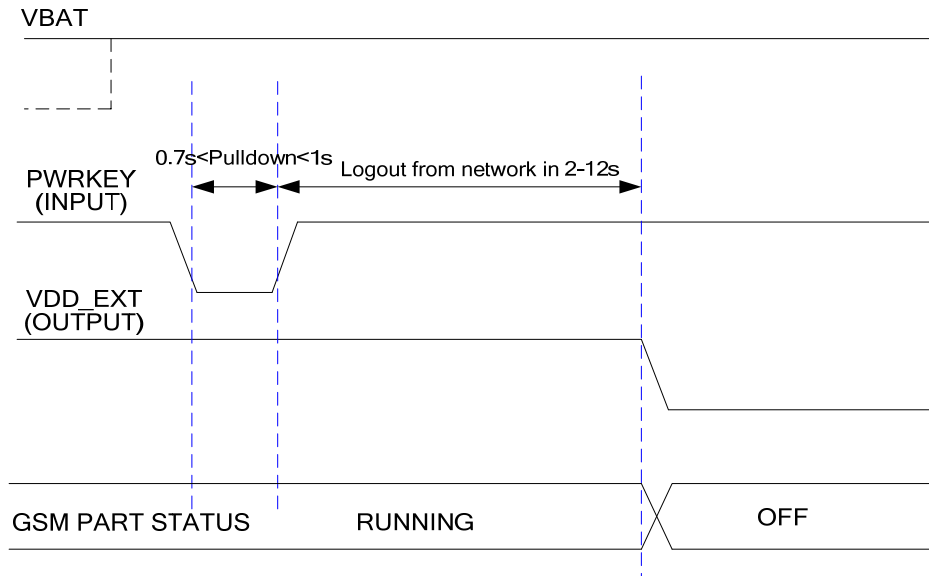 VBAT
0.7s<Pulldown<1s
Logout from network in 2-12s
PWRKEY
(INPUT)
VDD_EXT
(OUTPUT)
GSM PART STATUS
RUNNING
OFF